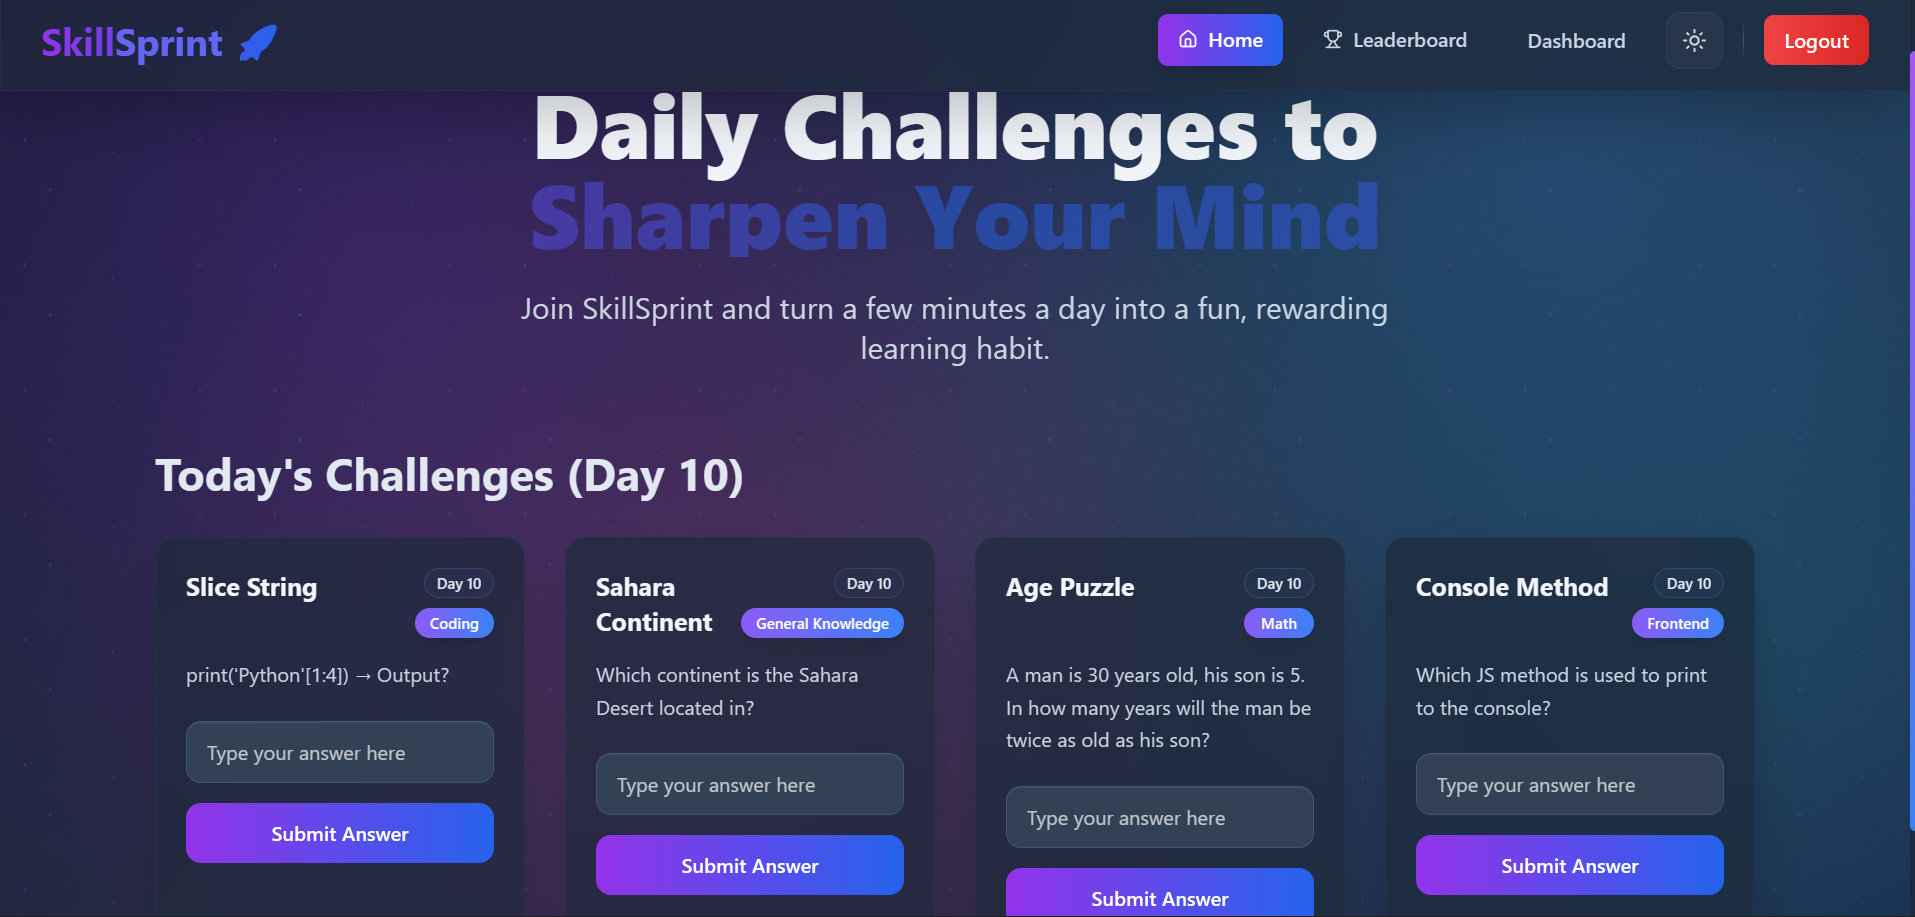 SkillSprint
Home
Leaderboard
Dashboard
Logout
Daily Challenges to
Sharpen Your Mind
Join SkillSprint and turn a few minutes a day into a fun, rewarding
learning habit.
Today's Challenges (Day 10)
Slice String
Day 10
Coding
print('Python'[1:4]) → Output?
Type your answer here
Submit Answer
Sahara
Continent
Day 10
General Knowledge
Which continent is the Sahara
Desert located in?
Type your answer here
Submit Answer
Age Puzzle
Day 10
Math
A man is 30 years old, his son is 5.
In how many years will the man be
twice as old as his son?
Type your answer here
Submit Answer
Console Method
Day 10
Frontend
Which JS method is used to print
to the console?
Type your answer here
Submit Answer